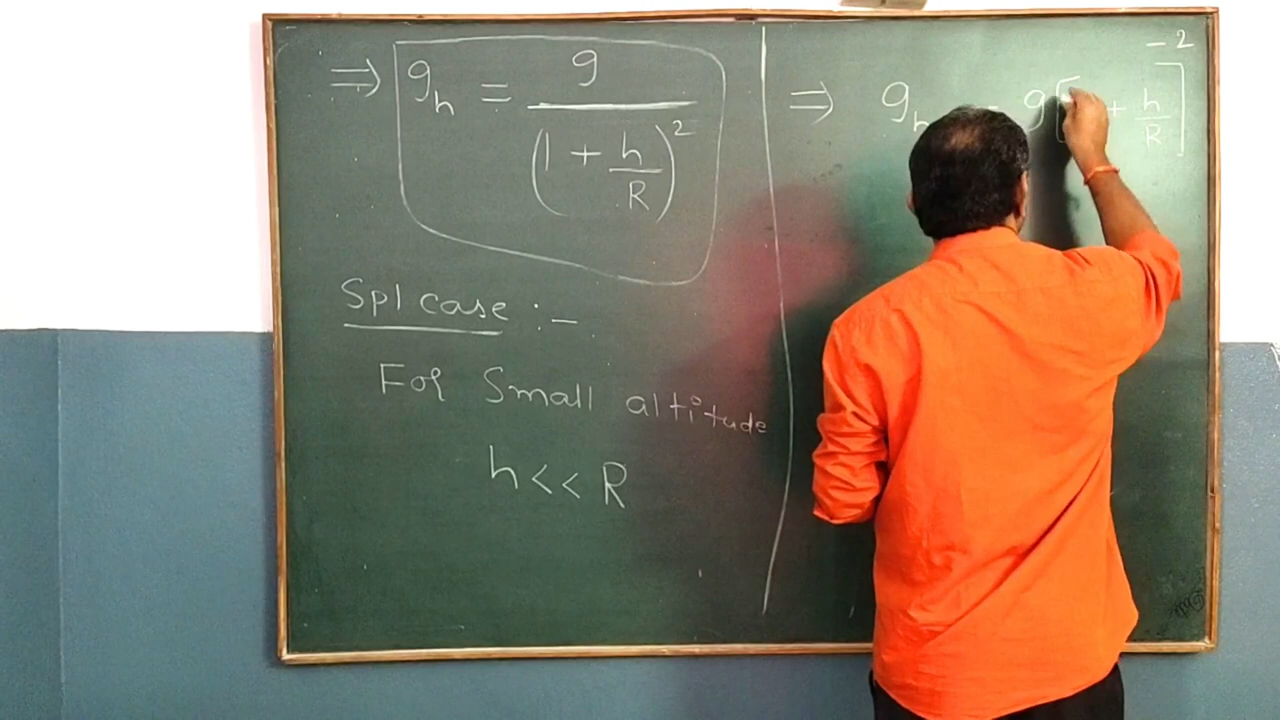 ⇒ g_h = g / (1 + h/R)^2
Spl case :-
For Small altitude
h << R
⇒ g_h = g [ + h/R ]^-2